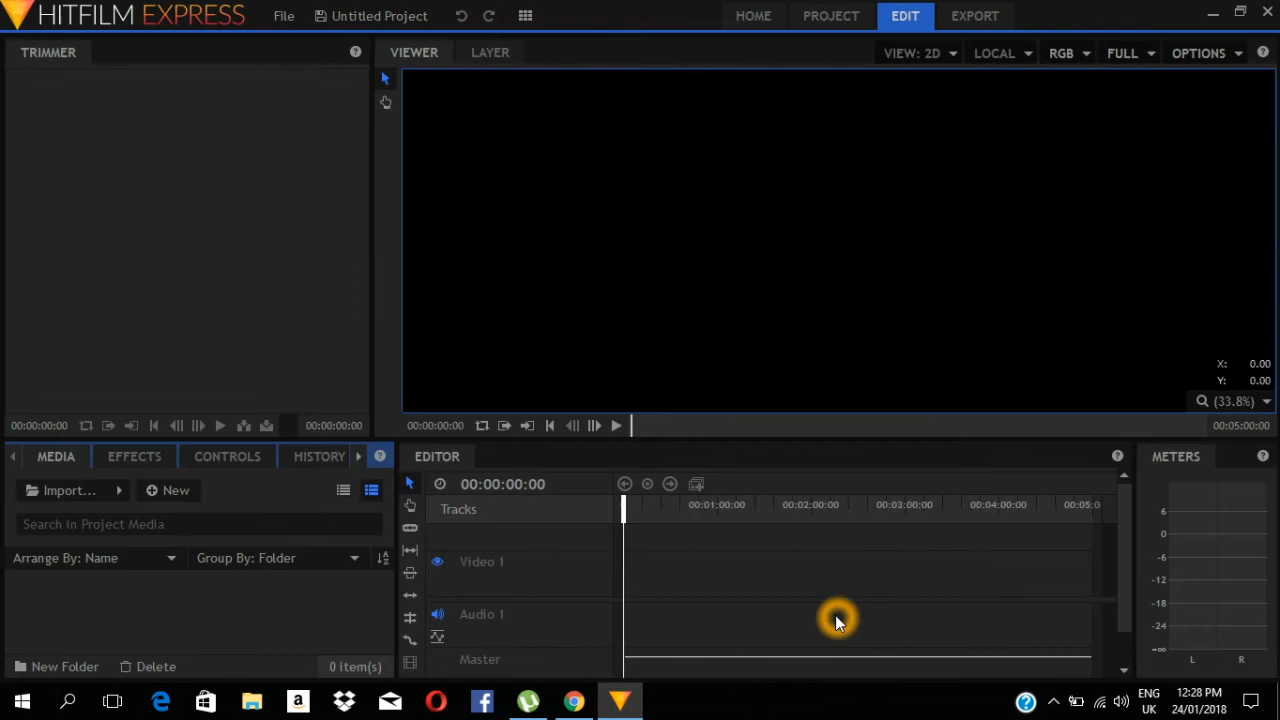 HITFILM EXPRESS File Untitled Project HOME PROJECT EDIT EXPORT
TRIMMER
VIEWER LAYER VIEW: 2D LOCAL RGB FULL OPTIONS
X: 0.00
Y: 0.00
(33.8%)
00:00:00:00 00:00:00:00
00:00:00:00 00:05:00:00
MEDIA EFFECTS CONTROLS HISTORY
Import... New
Search in Project Media
Arrange By: Name Group By: Folder
New Folder Delete 0 item(s)
EDITOR
00:00:00:00
Tracks 00:01:00:00 00:02:00:00 00:03:00:00 00:04:00:00 00:05:0
Video 1
Audio 1
Master
METERS
6
0
-6
-12
-18
-24
-∞
L R
ENG
UK
12:28 PM
24/01/2018